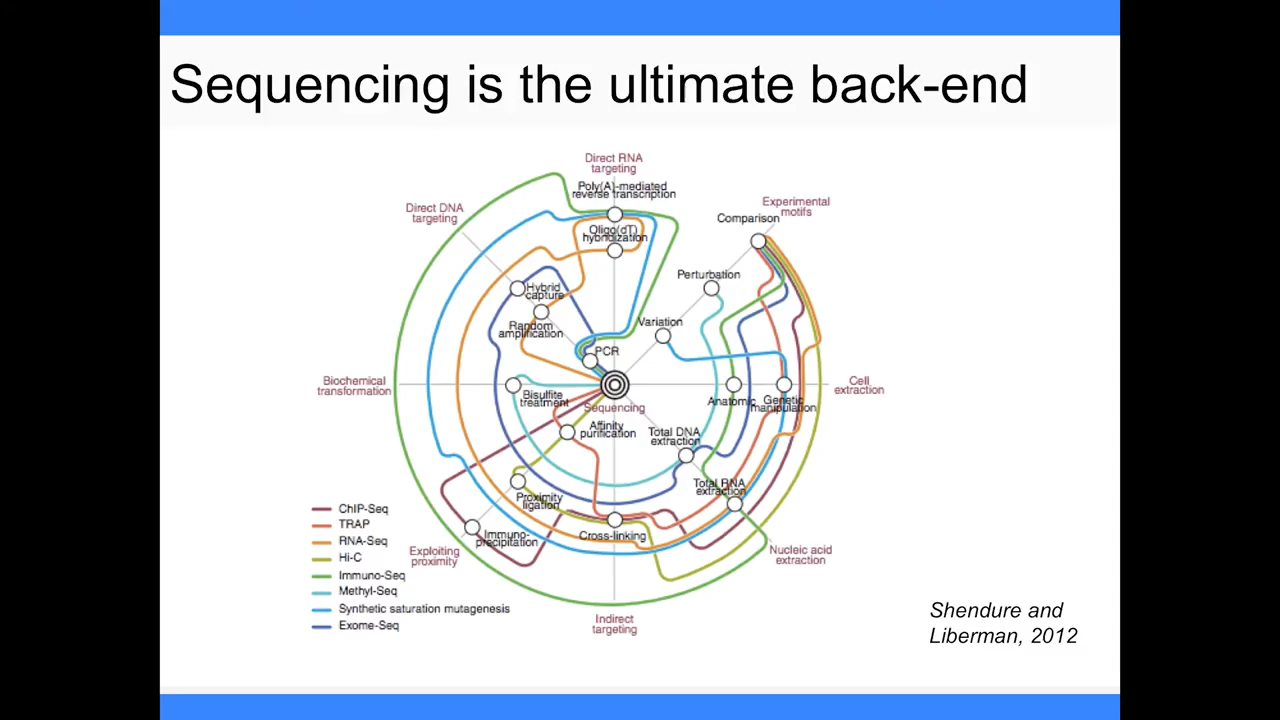 Sequencing is the ultimate back-end
Direct RNA
targeting
Poly(A)-mediated
reverse transcription
Oligo(dT)
hybridization
Direct DNA
targeting
Experimental
motifs
Comparison
Perturbation
Variation
Hybrid
capture
Random
amplification
PCR
Biochemical
transformation
Bisulfite
treatment
Sequencing
Anatomic
Genetic
manipulation
Cell
extraction
Affinity
purification
Total DNA
extraction
Total RNA
extraction
Proximity
ligation
Immuno-
precipitation
Cross-linking
Exploiting
proximity
Nucleic acid
extraction
Indirect
targeting
ChIP-Seq
TRAP
RNA-Seq
Hi-C
Immuno-Seq
Methyl-Seq
Synthetic saturation mutagenesis
Exome-Seq
Shendure and
Liberman, 2012